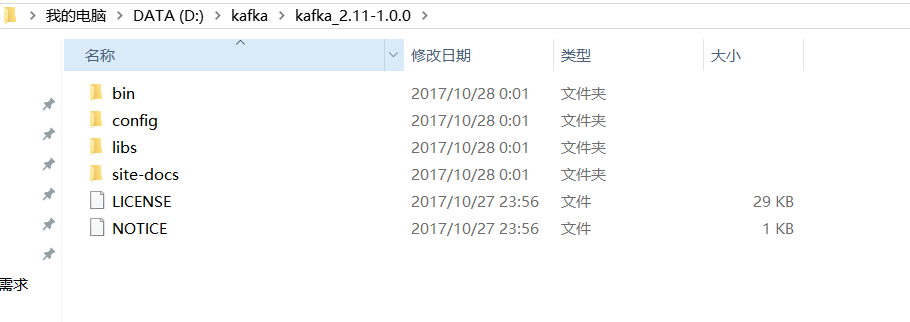 我的电脑 > DATA (D:) > kafka > kafka_2.11-1.0.0 >
名称 修改日期 类型 大小
bin 2017/10/28 0:01 文件夹
config 2017/10/28 0:01 文件夹
libs 2017/10/28 0:01 文件夹
site-docs 2017/10/28 0:01 文件夹
LICENSE 2017/10/27 23:56 文件 29 KB
NOTICE 2017/10/27 23:56 文件 1 KB
需求